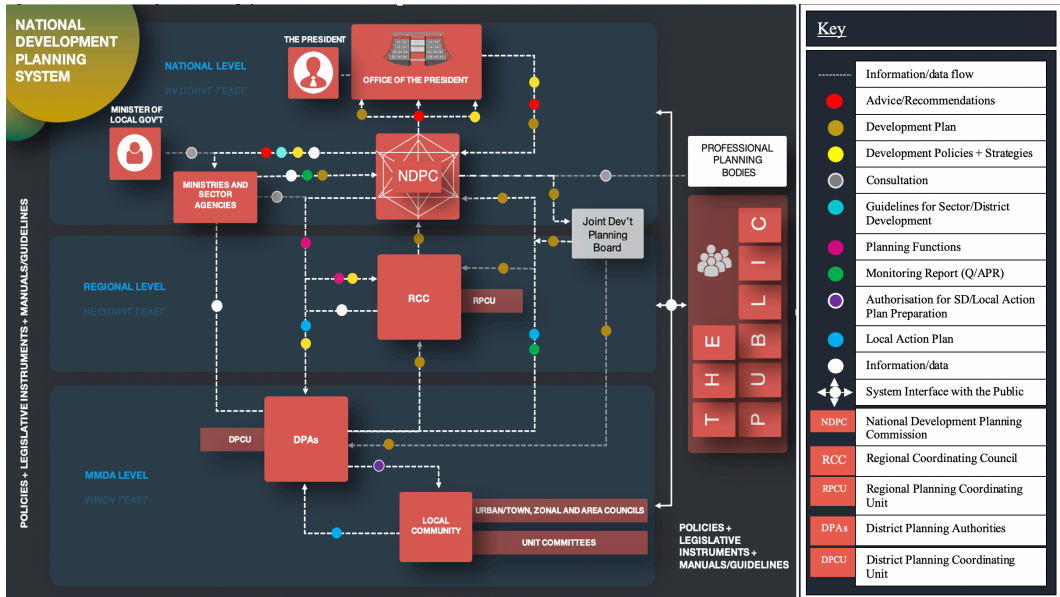 NATIONAL
DEVELOPMENT
PLANNING
SYSTEM
THE PRESIDENT
OFFICE OF THE PRESIDENT
NATIONAL LEVEL
NATIONAL LEVEL
MINISTER OF
LOCAL GOV'T
MINISTRIES AND
SECTOR
AGENCIES
NDPC
PROFESSIONAL
PLANNING
BODIES
Joint Dev't
Planning
Board
REGIONAL LEVEL
REGIONAL LEVEL
RCC
RPCU
THE
PUBLIC
DPCU
DPAs
MMDA LEVEL
MMDA LEVEL
LOCAL
COMMUNITY
URBAN/TOWN, ZONAL AND AREA COUNCILS
UNIT COMMITTEES
POLICIES + LEGISLATIVE INSTRUMENTS + MANUALS/GUIDELINES
POLICIES +
LEGISLATIVE
INSTRUMENTS +
MANUALS/GUIDELINES
Key
Information/data flow
Advice/Recommendations
Development Plan
Development Policies + Strategies
Consultation
Guidelines for Sector/District
Development
Planning Functions
Monitoring Report (Q/APR)
Authorisation for SD/Local Action
Plan Preparation
Local Action Plan
Information/data
System Interface with the Public
NDPC National Development Planning
Commission
RCC Regional Coordinating Council
RPCU Regional Planning Coordinating
Unit
DPAs District Planning Authorities
DPCU District Planning Coordinating
Unit